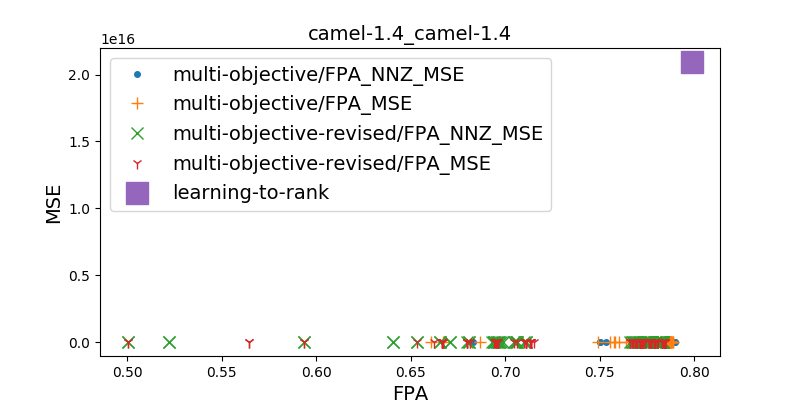 camel-1.4_camel-1.4
1e16
2.0
1.5
1.0
0.5
0.0
MSE
multi-objective/FPA_NNZ_MSE
multi-objective/FPA_MSE
multi-objective-revised/FPA_NNZ_MSE
multi-objective-revised/FPA_MSE
learning-to-rank
0.50 0.55 0.60 0.65 0.70 0.75 0.80
FPA